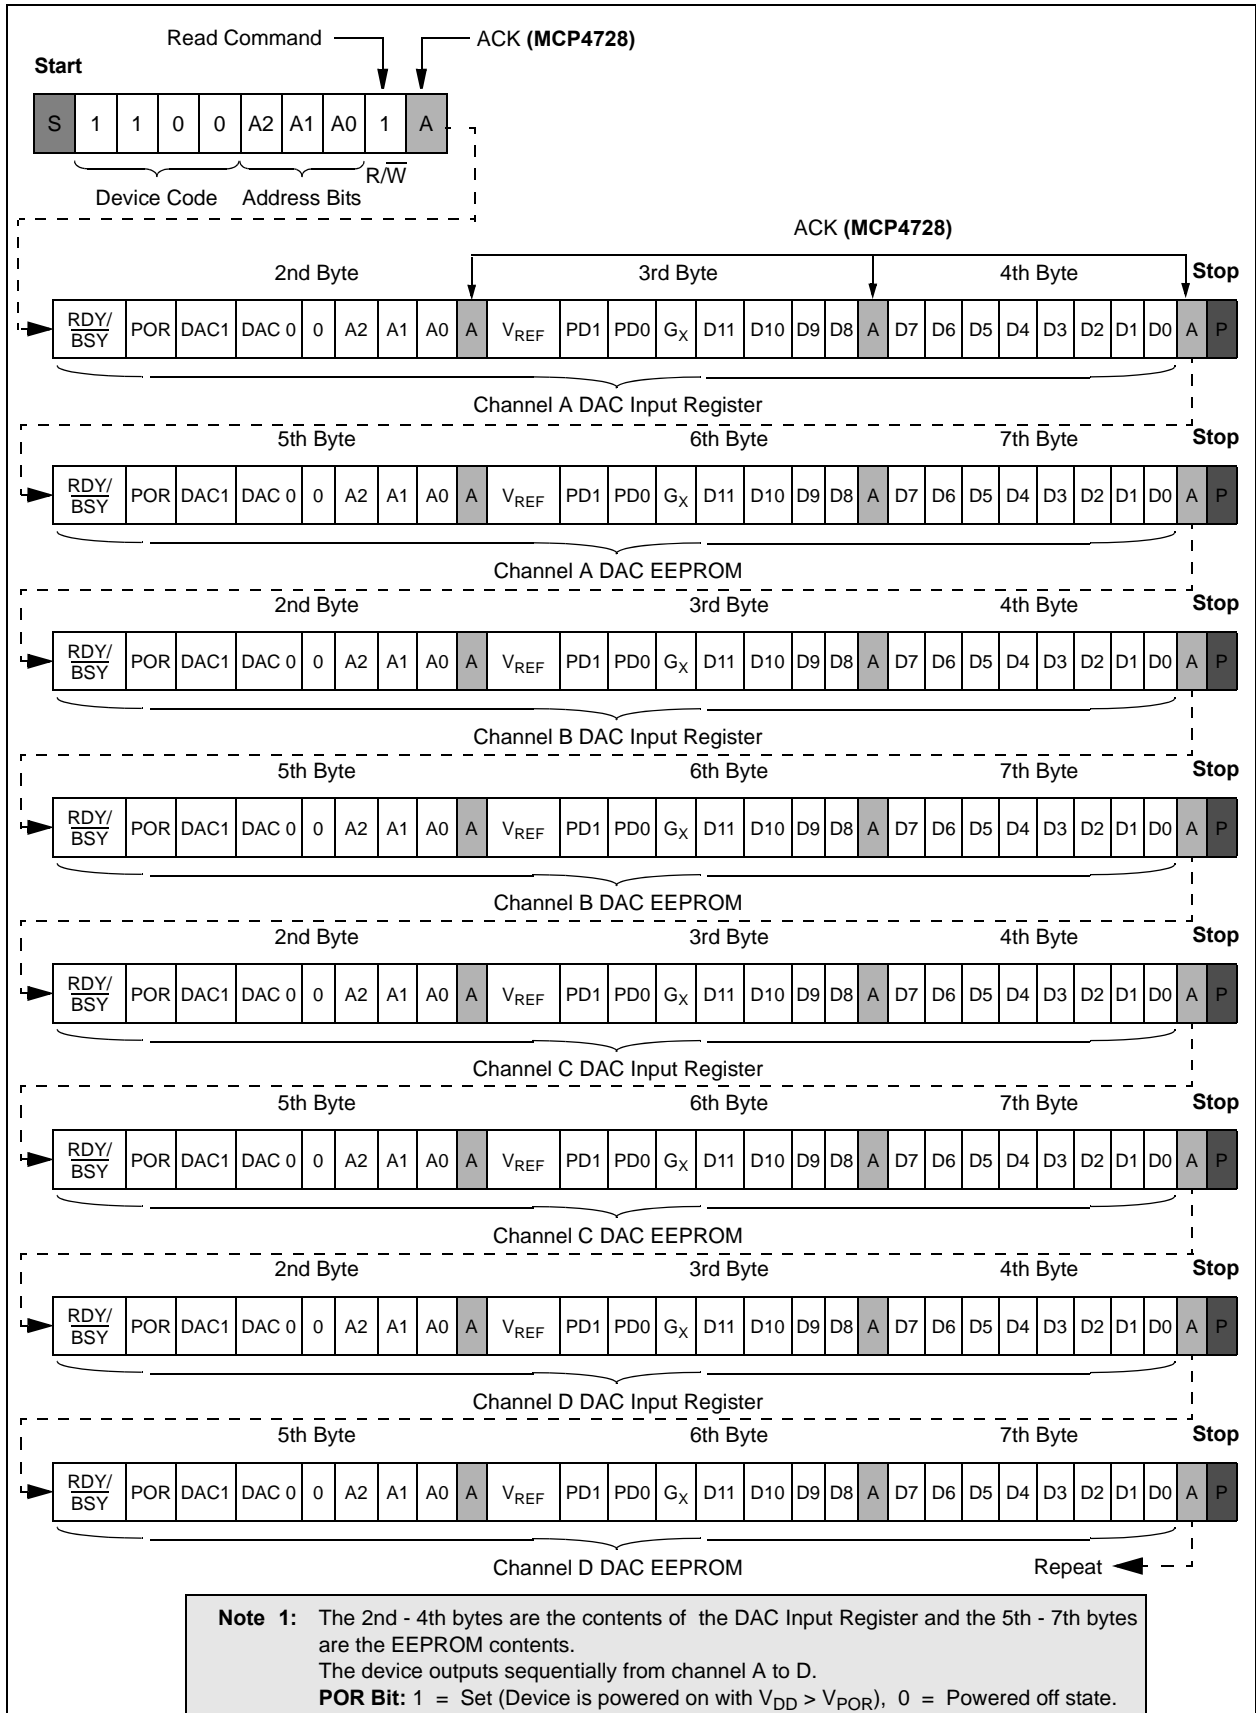 Read Command
ACK (MCP4728)
Start
S 1 1 0 0 A2 A1 A0 1 A
R/W
Device Code Address Bits
ACK (MCP4728)
2nd Byte 3rd Byte 4th Byte Stop
RDY/BSY POR DAC1 DAC 0 0 A2 A1 A0 A VREF PD1 PD0 GX D11 D10 D9 D8 A D7 D6 D5 D4 D3 D2 D1 D0 A P
Channel A DAC Input Register
5th Byte 6th Byte 7th Byte Stop
RDY/BSY POR DAC1 DAC 0 0 A2 A1 A0 A VREF PD1 PD0 GX D11 D10 D9 D8 A D7 D6 D5 D4 D3 D2 D1 D0 A P
Channel A DAC EEPROM
2nd Byte 3rd Byte 4th Byte Stop
RDY/BSY POR DAC1 DAC 0 0 A2 A1 A0 A VREF PD1 PD0 GX D11 D10 D9 D8 A D7 D6 D5 D4 D3 D2 D1 D0 A P
Channel B DAC Input Register
5th Byte 6th Byte 7th Byte Stop
RDY/BSY POR DAC1 DAC 0 0 A2 A1 A0 A VREF PD1 PD0 GX D11 D10 D9 D8 A D7 D6 D5 D4 D3 D2 D1 D0 A P
Channel B DAC EEPROM
2nd Byte 3rd Byte 4th Byte Stop
RDY/BSY POR DAC1 DAC 0 0 A2 A1 A0 A VREF PD1 PD0 GX D11 D10 D9 D8 A D7 D6 D5 D4 D3 D2 D1 D0 A P
Channel C DAC Input Register
5th Byte 6th Byte 7th Byte Stop
RDY/BSY POR DAC1 DAC 0 0 A2 A1 A0 A VREF PD1 PD0 GX D11 D10 D9 D8 A D7 D6 D5 D4 D3 D2 D1 D0 A P
Channel C DAC EEPROM
2nd Byte 3rd Byte 4th Byte Stop
RDY/BSY POR DAC1 DAC 0 0 A2 A1 A0 A VREF PD1 PD0 GX D11 D10 D9 D8 A D7 D6 D5 D4 D3 D2 D1 D0 A P
Channel D DAC Input Register
5th Byte 6th Byte 7th Byte Stop
RDY/BSY POR DAC1 DAC 0 0 A2 A1 A0 A VREF PD1 PD0 GX D11 D10 D9 D8 A D7 D6 D5 D4 D3 D2 D1 D0 A P
Channel D DAC EEPROM Repeat
Note 1: The 2nd - 4th bytes are the contents of the DAC Input Register and the 5th - 7th bytes
are the EEPROM contents.
The device outputs sequentially from channel A to D.
POR Bit: 1 = Set (Device is powered on with VDD > VPOR), 0 = Powered off state.